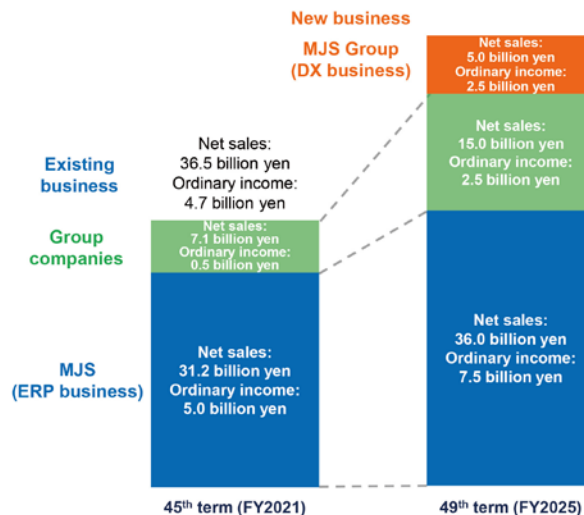 New business
MJS Group
(DX business)
Net sales:
5.0 billion yen
Ordinary income:
2.5 billion yen
Net sales:
36.5 billion yen
Ordinary income:
4.7 billion yen
Existing
business
Net sales:
15.0 billion yen
Ordinary income:
2.5 billion yen
Group
companies
Net sales:
7.1 billion yen
Ordinary income:
0.5 billion yen
MJS
(ERP business)
Net sales:
31.2 billion yen
Ordinary income:
5.0 billion yen
Net sales:
36.0 billion yen
Ordinary income:
7.5 billion yen
45th term (FY2021)
49th term (FY2025)